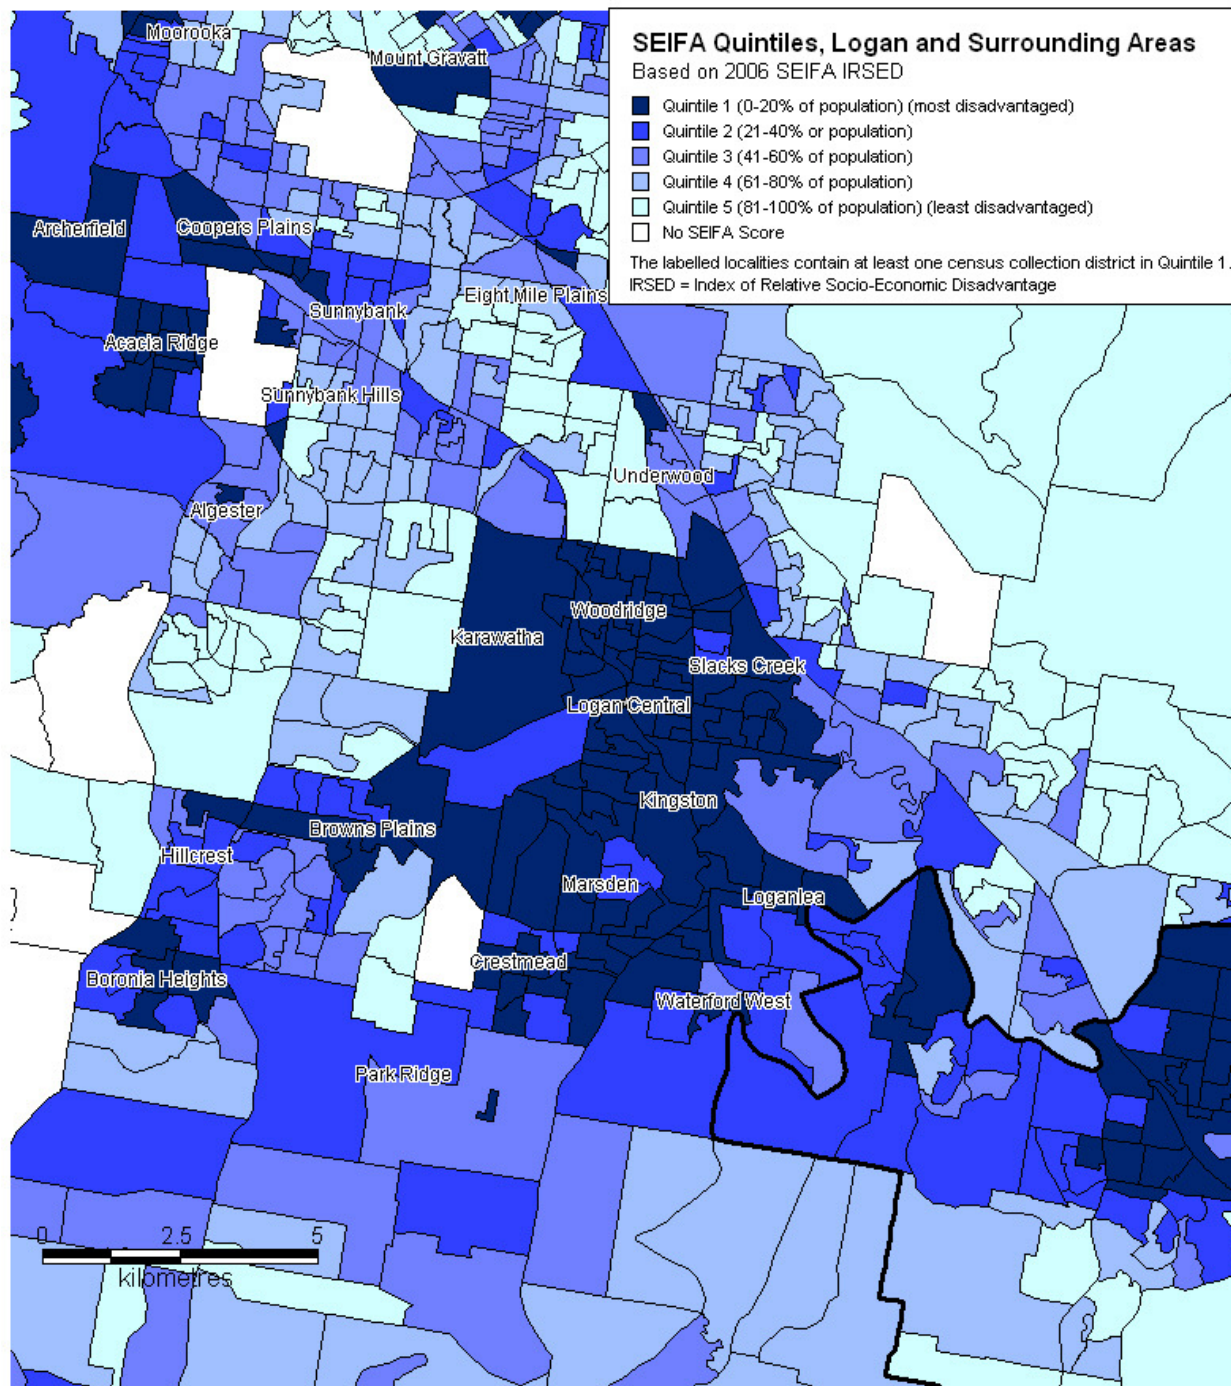 SEIFA Quintiles, Logan and Surrounding Areas
Based on 2006 SEIFA IRSED
Quintile 1 (0-20% of population) (most disadvantaged)
Quintile 2 (21-40% or population)
Quintile 3 (41-60% of population)
Quintile 4 (61-80% of population)
Quintile 5 (81-100% of population) (least disadvantaged)
No SEIFA Score
The labelled localities contain at least one census collection district in Quintile 1.
IRSED = Index of Relative Socio-Economic Disadvantage
Moorooka
Mount Gravatt
Archerfield
Coopers Plains
Eight Mile Plains
Sunnybank
Acacia Ridge
Sunnybank Hills
Underwood
Algester
Woodridge
Karawatha
Slacks Creek
Logan Central
Kingston
Browns Plains
Hillcrest
Marsden
Loganlea
Crestmead
Boronia Heights
Waterford West
Park Ridge
0 2.5 5
kilometres